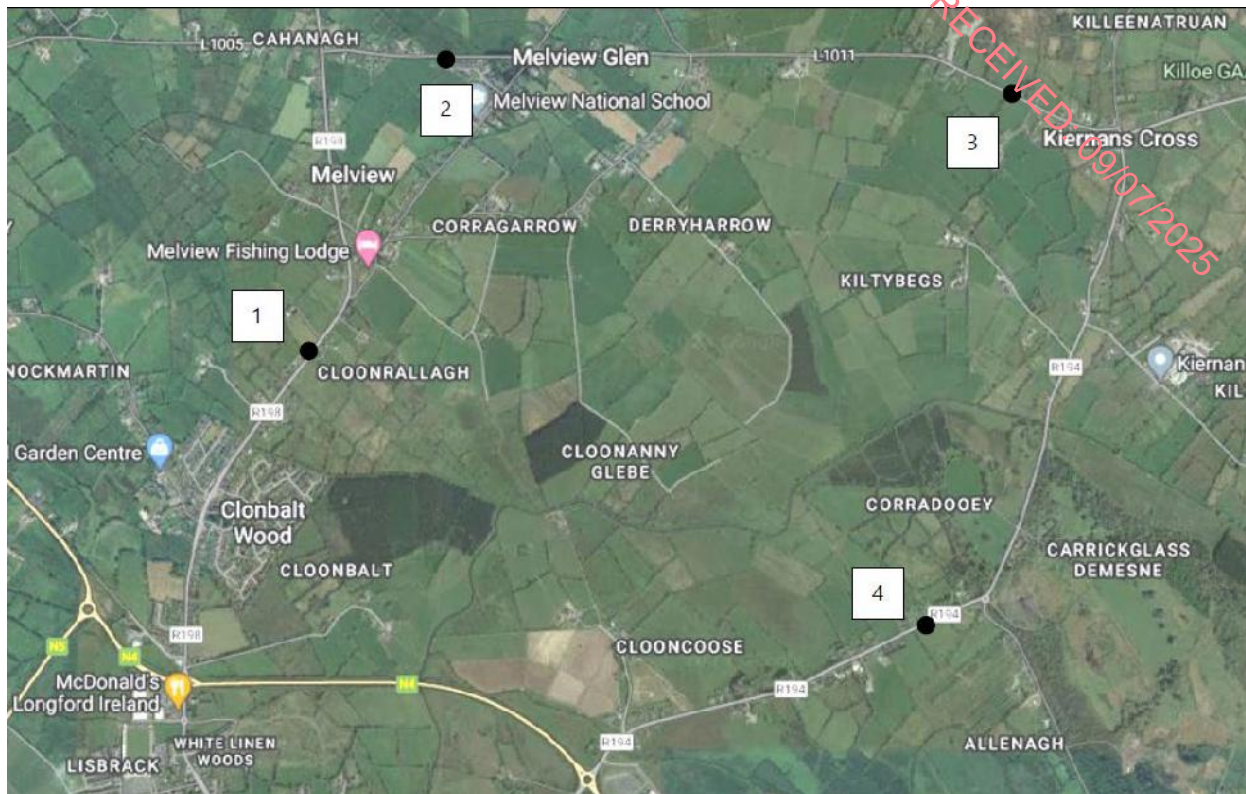 KILLEENATRUAN
CAHANAGH
L1005
Melview Glen
L1011
Killoe GA
RECEIVED: 09/07/2025
2
Melview National School
3
Kiernans Cross
R198
Melview
CORRAGARROW
DERRYHARROW
Melview Fishing Lodge
KILTYBEGS
1
NOCKMARTIN
CLOONRALLAGH
R194
Kiernan
KIL
R198
Garden Centre
CLOONANNY
GLEBE
Clonbalt
Wood
CORRADOOEY
CARRICKGLASS
DEMESNE
CLOONBALT
4
R194
R198
N5
N4
CLOONCOOSE
McDonald's
Longford Ireland
N4
R194
WHITE LINEN
WOODS
R194
ALLENAGH
LISBRACK